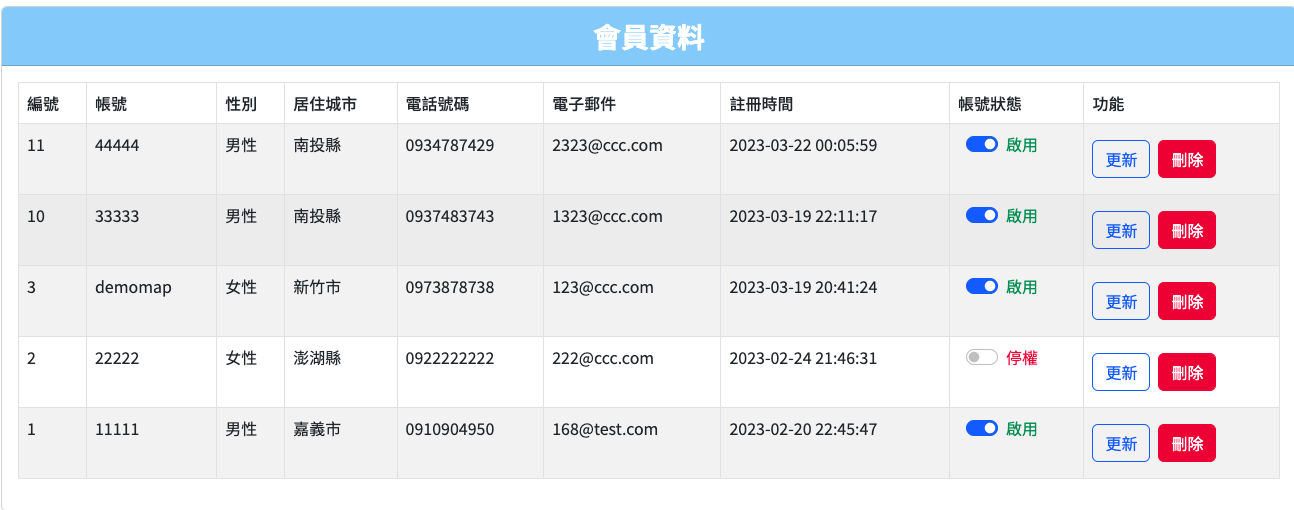 會員資料
編號 帳號 性別 居住城市 電話號碼 電子郵件 註冊時間 帳號狀態 功能
11 44444 男性 南投縣 0934787429 2323@ccc.com 2023-03-22 00:05:59 啟用 更新 刪除
10 33333 男性 南投縣 0937483743 1323@ccc.com 2023-03-19 22:11:17 啟用 更新 刪除
3 demomap 女性 新竹市 0973878738 123@ccc.com 2023-03-19 20:41:24 啟用 更新 刪除
2 22222 女性 澎湖縣 0922222222 222@ccc.com 2023-02-24 21:46:31 停權 更新 刪除
1 11111 男性 嘉義市 0910904950 168@test.com 2023-02-20 22:45:47 啟用 更新 刪除